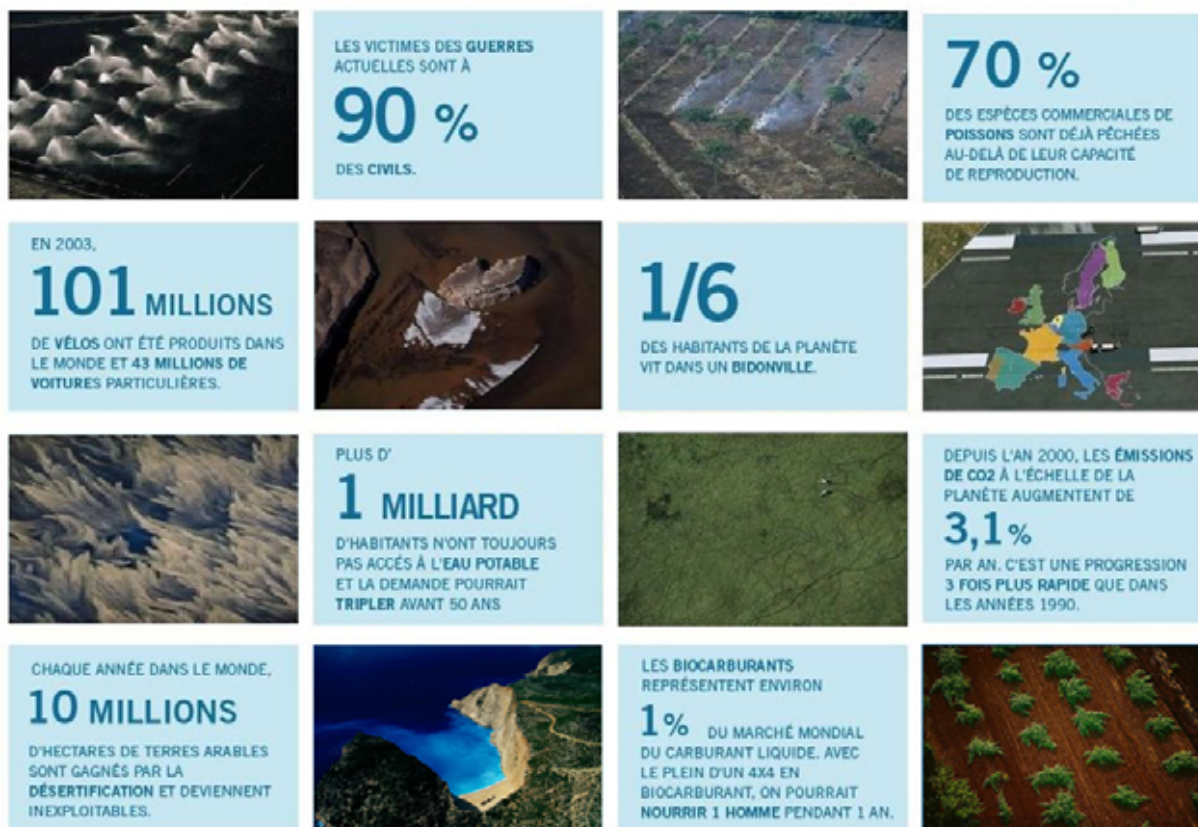 LES VICTIMES DES GUERRES
ACTUELLES SONT À
90 %
DES CIVILS.
70 %
DES ESPÈCES COMMERCIALES DE
POISSONS SONT DÉJÀ PÊCHÉES
AU-DELÀ DE LEUR CAPACITÉ
DE REPRODUCTION.
EN 2003,
101 MILLIONS
DE VÉLOS ONT ÉTÉ PRODUITS DANS
LE MONDE ET 43 MILLIONS DE
VOITURES PARTICULIÈRES.
1/6
DES HABITANTS DE LA PLANÈTE
VIT DANS UN BIDONVILLE.
PLUS D'
1 MILLIARD
D'HABITANTS N'ONT TOUJOURS
PAS ACCÉS À L'EAU POTABLE
ET LA DEMANDE POURRAIT
TRIPLER AVANT 50 ANS
DEPUIS L'AN 2000, LES ÉMISSIONS
DE CO2 À L'ÉCHELLE DE LA
PLANÈTE AUGMENTENT DE
3,1%
PAR AN. C'EST UNE PROGRESSION
3 FOIS PLUS RAPIDE QUE DANS
LES ANNÉES 1990.
CHAQUE ANNÉE DANS LE MONDE,
10 MILLIONS
D'HECTARES DE TERRES ARABLES
SONT GAGNÉS PAR LA
DÉSERTIFICATION ET DEVIENNENT
INEXPLOITABLES.
LES BIOCARBURANTS
REPRÉSENTENT ENVIRON
1% DU MARCHÉ MONDIAL
DU CARBURANT LIQUIDE. AVEC
LE PLEIN D'UN 4X4 EN
BIOCARBURANT, ON POURRAIT
NOURRIR 1 HOMME PENDANT 1 AN.